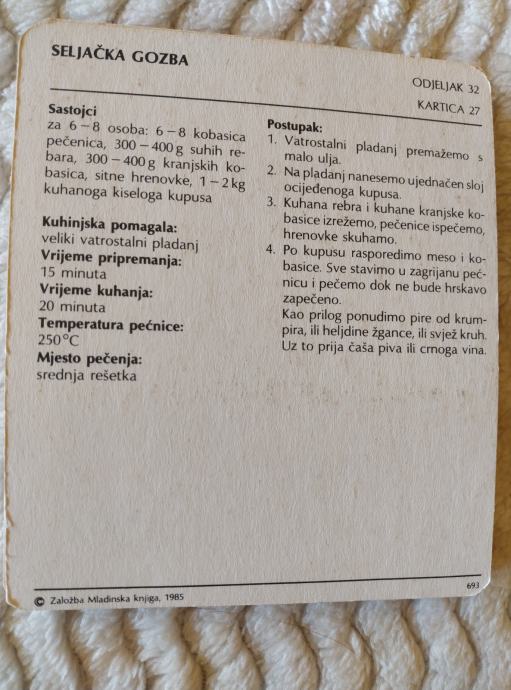 SELJAČKA GOZBA
ODJELJAK 32
KARTICA 27
Sastojci
za 6–8 osoba: 6–8 kobasica
pečenica, 300–400 g suhih re-
bara, 300–400 g kranjskih ko-
basica, sitne hrenovke, 1–2 kg
kuhanoga kiseloga kupusa
Kuhinjska pomagala:
veliki vatrostalni pladanj
Vrijeme pripremanja:
15 minuta
Vrijeme kuhanja:
20 minuta
Temperatura pećnice:
250°C
Mjesto pečenja:
srednja rešetka
Postupak:
1. Vatrostalni pladanj premažemo s
malo ulja.
2. Na pladanj nanesemo ujednačen sloj
ocijeđenoga kupusa.
3. Kuhana rebra i kuhane kranjske ko-
basice izrežemo, pečenice ispečemo,
hrenovke skuhamo.
4. Po kupusu rasporedimo meso i ko-
basice. Sve stavimo u zagrijanu peć-
nicu i pečemo dok ne bude hrskavo
zapečeno.
Kao prilog ponudimo pire od krum-
pira, ili heljdine žgance, ili svjež kruh.
Uz to prija čaša piva ili crnoga vina.
693
© Založba Mladinska knjiga, 1985